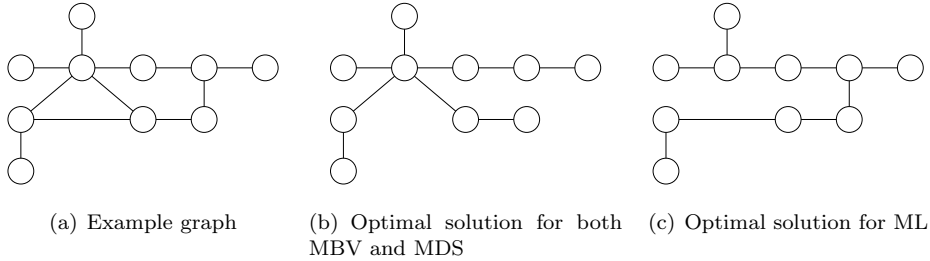 (a) Example graph
(b) Optimal solution for both
MBV and MDS
(c) Optimal solution for ML